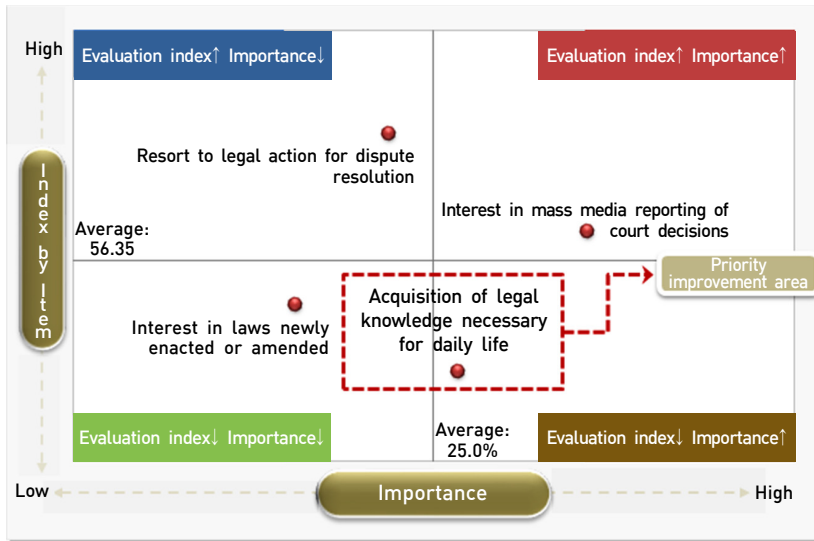 High
Evaluation index↑ Importance↓
Evaluation index↑ Importance↑
Resort to legal action for dispute
resolution
Interest in mass media reporting of
court decisions
Index by Item
Average:
56.35
Priority
improvement area
Acquisition of legal
knowledge necessary
for daily life
Interest in laws newly
enacted or amended
Evaluation index↓ Importance↓
Average:
25.0%
Evaluation index↓ Importance↑
Low
Importance
High